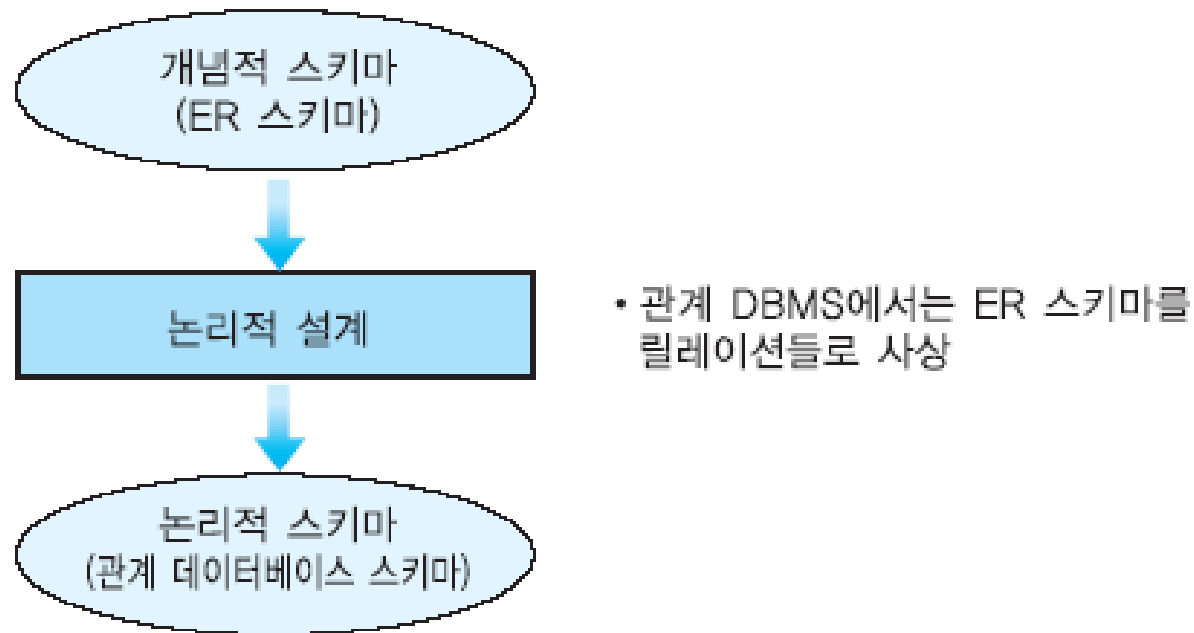 개념적 스키마
(ER 스키마)
논리적 설계
• 관계 DBMS에서는 ER 스키마를
릴레이션들로 사상
논리적 스키마
(관계 데이터베이스 스키마)